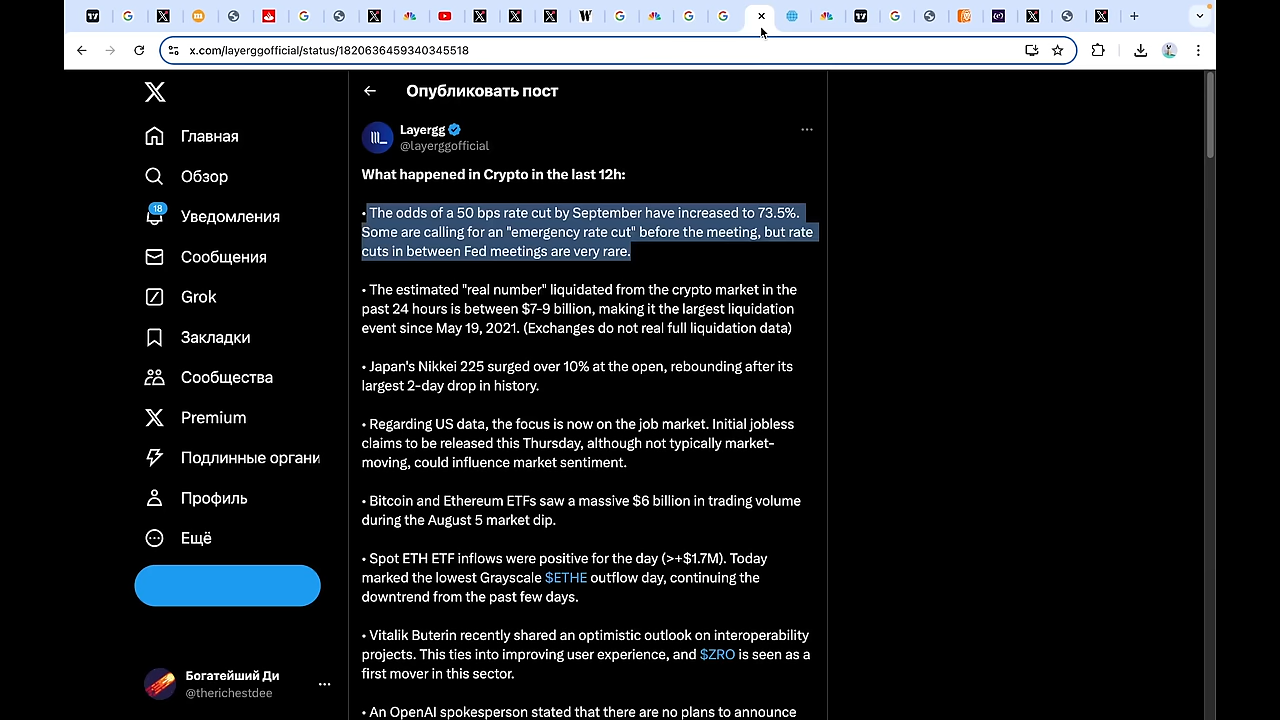 x.com/layerggofficial/status/1820636459340345518
Главная
Обзор
18
Уведомления
Сообщения
Grok
Закладки
Сообщества
Premium
Подлинные органи
Профиль
Ещё
Богатейший Ди
@therichestdee
Опубликовать пост
Layergg
@layerggofficial
What happened in Crypto in the last 12h:
• The odds of a 50 bps rate cut by September have increased to 73.5%.
Some are calling for an "emergency rate cut" before the meeting, but rate
cuts in between Fed meetings are very rare.
• The estimated "real number" liquidated from the crypto market in the
past 24 hours is between $7-9 billion, making it the largest liquidation
event since May 19, 2021. (Exchanges do not real full liquidation data)
• Japan's Nikkei 225 surged over 10% at the open, rebounding after its
largest 2-day drop in history.
• Regarding US data, the focus is now on the job market. Initial jobless
claims to be released this Thursday, although not typically market-
moving, could influence market sentiment.
• Bitcoin and Ethereum ETFs saw a massive $6 billion in trading volume
during the August 5 market dip.
• Spot ETH ETF inflows were positive for the day (>+$1.7M). Today
marked the lowest Grayscale $ETHE outflow day, continuing the
downtrend from the past few days.
• Vitalik Buterin recently shared an optimistic outlook on interoperability
projects. This ties into improving user experience, and $ZRO is seen as a
first mover in this sector.
• An OpenAI spokesperson stated that there are no plans to announce